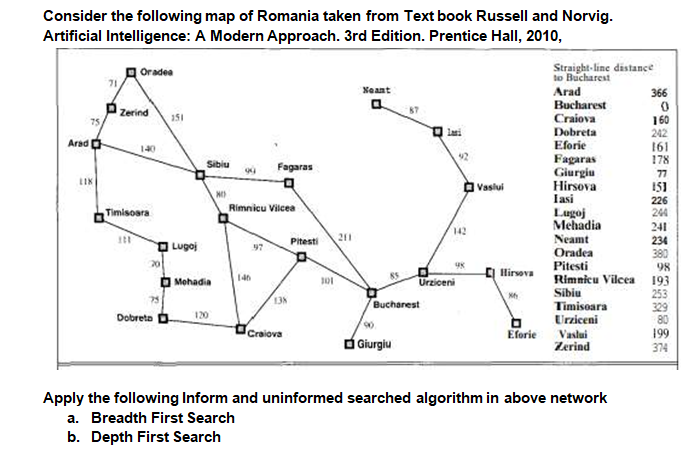 Consider the following map of Romania taken from Text book Russell and Norvig.
Artificial Intelligence: A Modern Approach. 3rd Edition. Prentice Hall, 2010,
Oradea
71
Neamt
87
Zerind
151
75
Iasi
Arad
140
92
Sibiu
99
Fagaras
118
80
Vaslui
Rimnicu Vilcea
Timisoara
142
111
Lugoj
97
Pitesti
211
70
98
Hirsova
Mehadia
146
101
85
Urziceni
75
138
86
Bucharest
Dobreta
120
90
Craiova
Eforie
Giurgiu
Straight-line distance
to Bucharest
Arad 366
Bucharest 0
Craiova 160
Dobreta 242
Eforie 161
Fagaras 178
Giurgiu 77
Hirsova 151
Iasi 226
Lugoj 244
Mehadia 241
Neamt 234
Oradea 380
Pitesti 98
Rimnicu Vilcea 193
Sibiu 253
Timisoara 329
Urziceni 80
Vaslui 199
Zerind 374
Apply the following Inform and uninformed searched algorithm in above network
a. Breadth First Search
b. Depth First Search